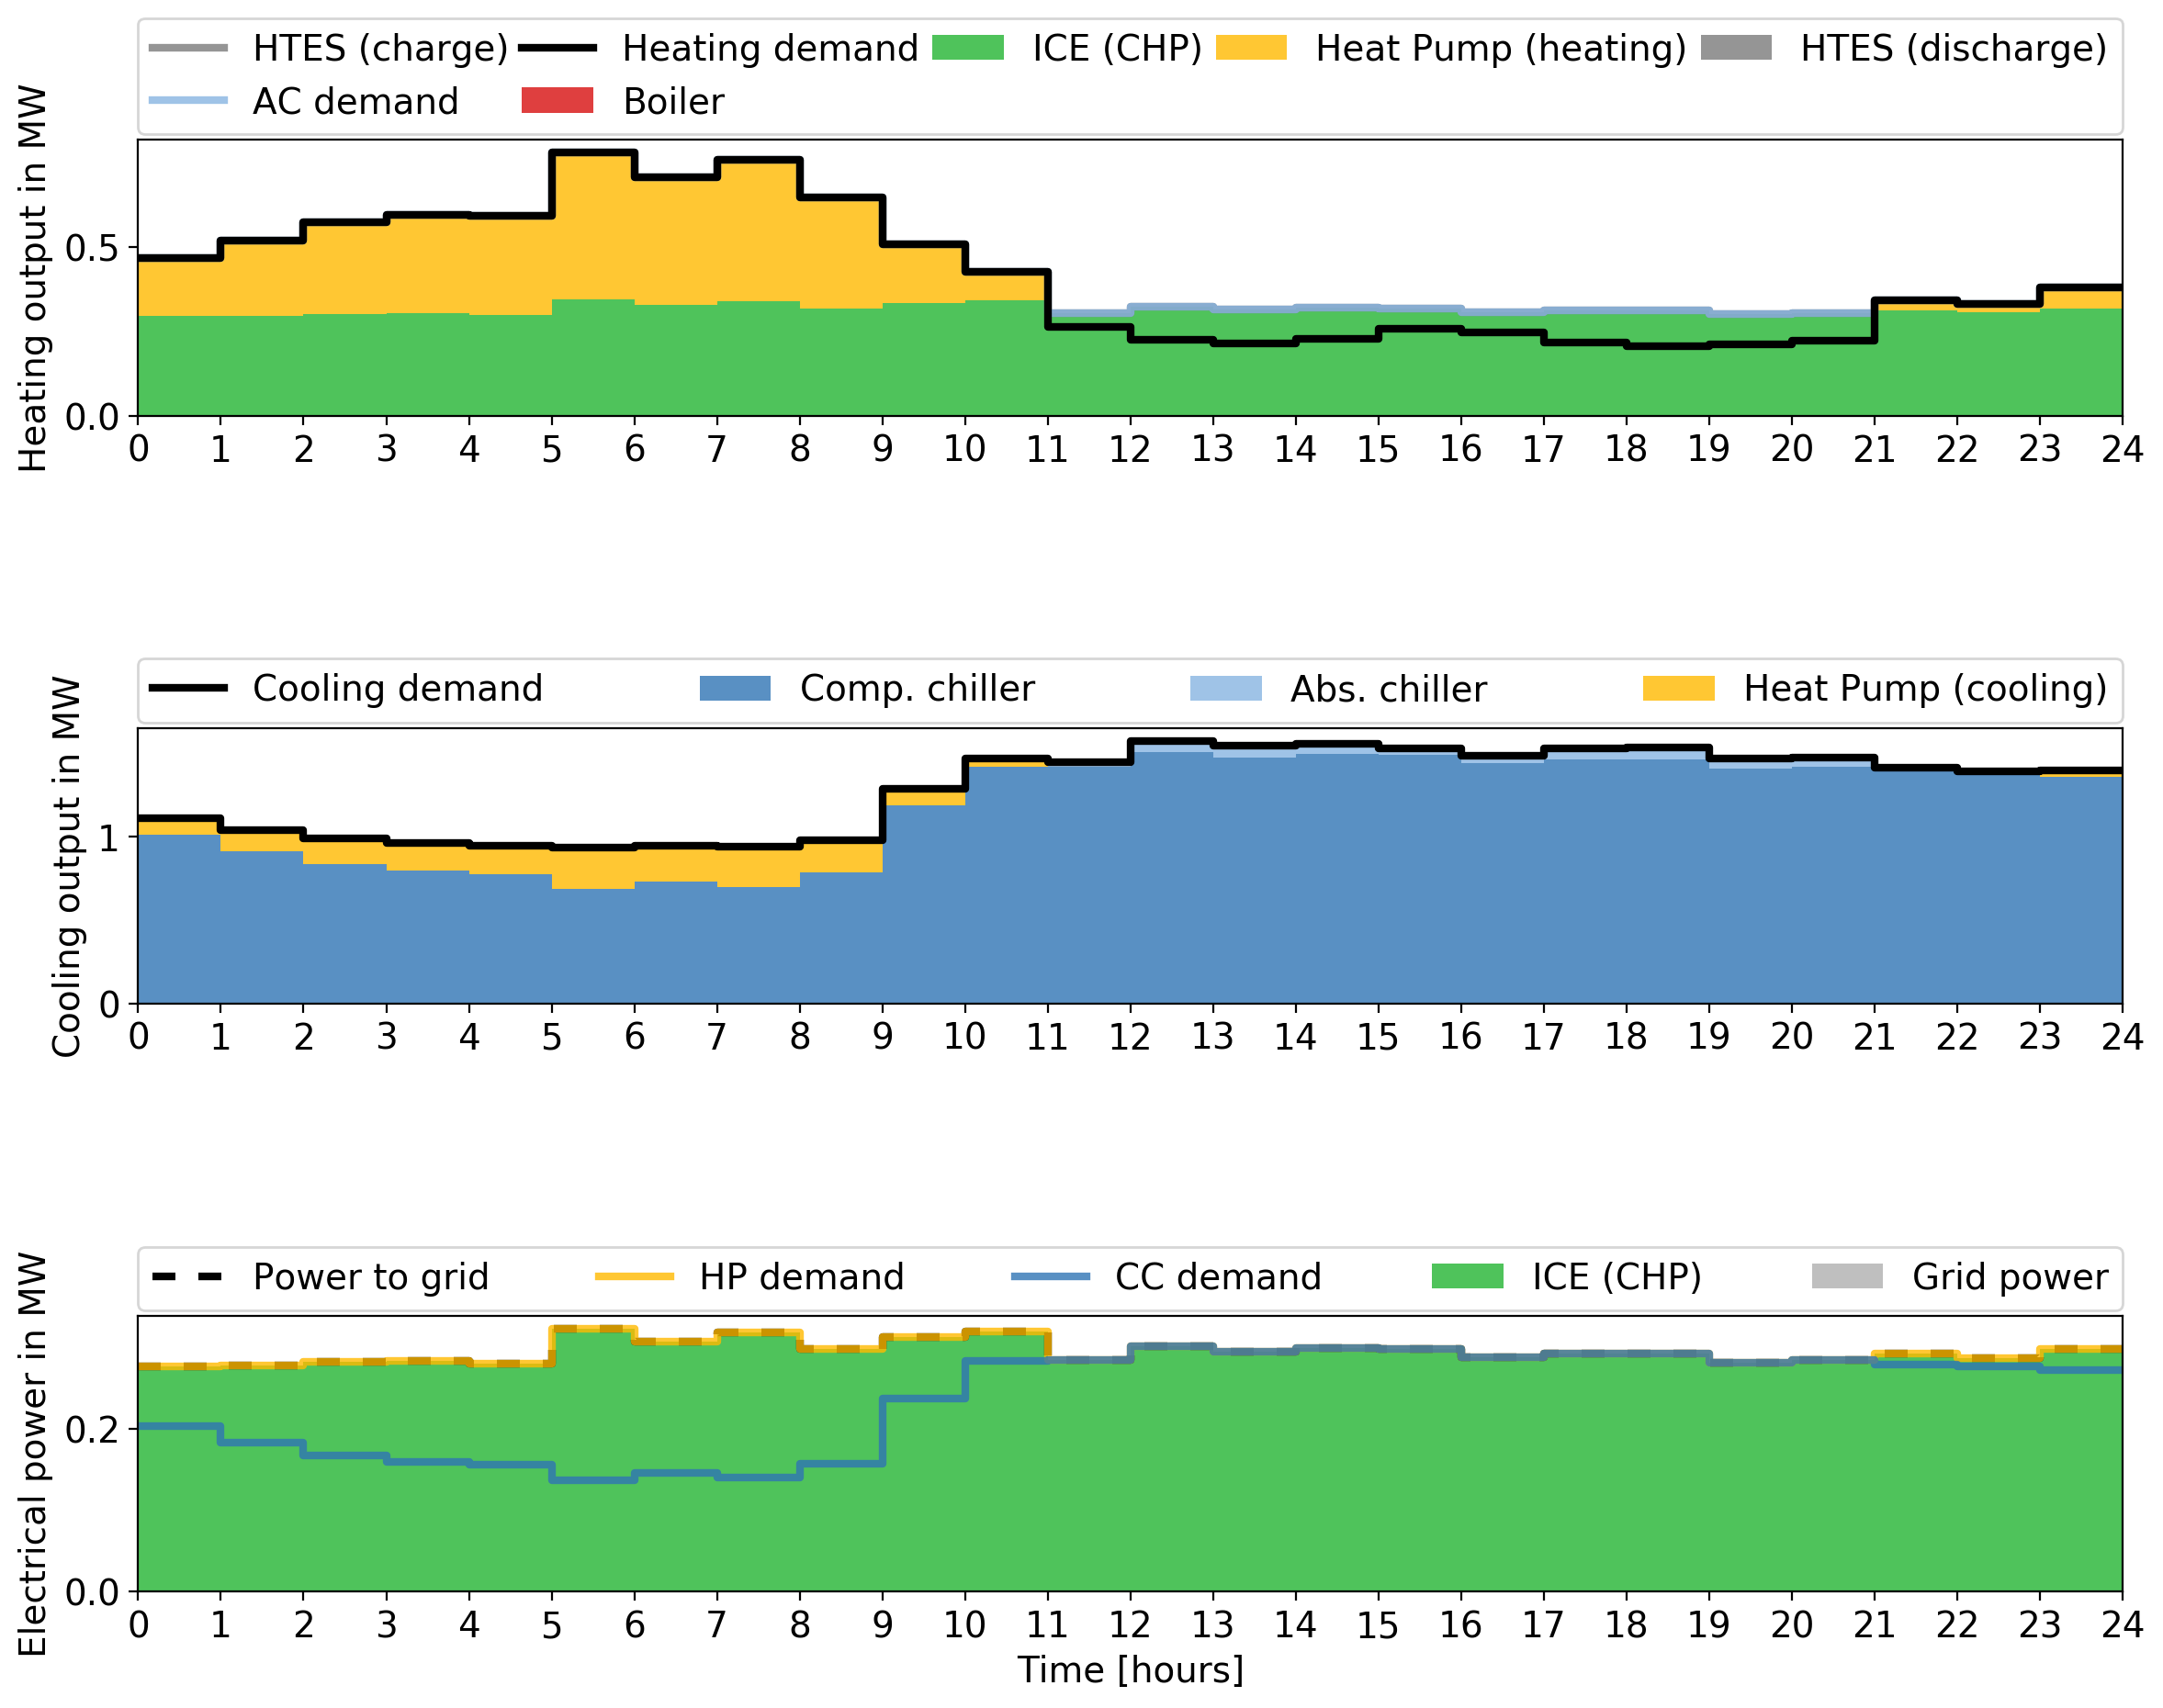 HTES (charge) Heating demand ICE (CHP) Heat Pump (heating) HTES (discharge)
AC demand Boiler
Heating output in MW
0.5
0.0
0 1 2 3 4 5 6 7 8 9 10 11 12 13 14 15 16 17 18 19 20 21 22 23 24
Cooling demand Comp. chiller Abs. chiller Heat Pump (cooling)
Cooling output in MW
1
0
0 1 2 3 4 5 6 7 8 9 10 11 12 13 14 15 16 17 18 19 20 21 22 23 24
Power to grid HP demand CC demand ICE (CHP) Grid power
Electrical power in MW
0.2
0.0
0 1 2 3 4 5 6 7 8 9 10 11 12 13 14 15 16 17 18 19 20 21 22 23 24
Time [hours]